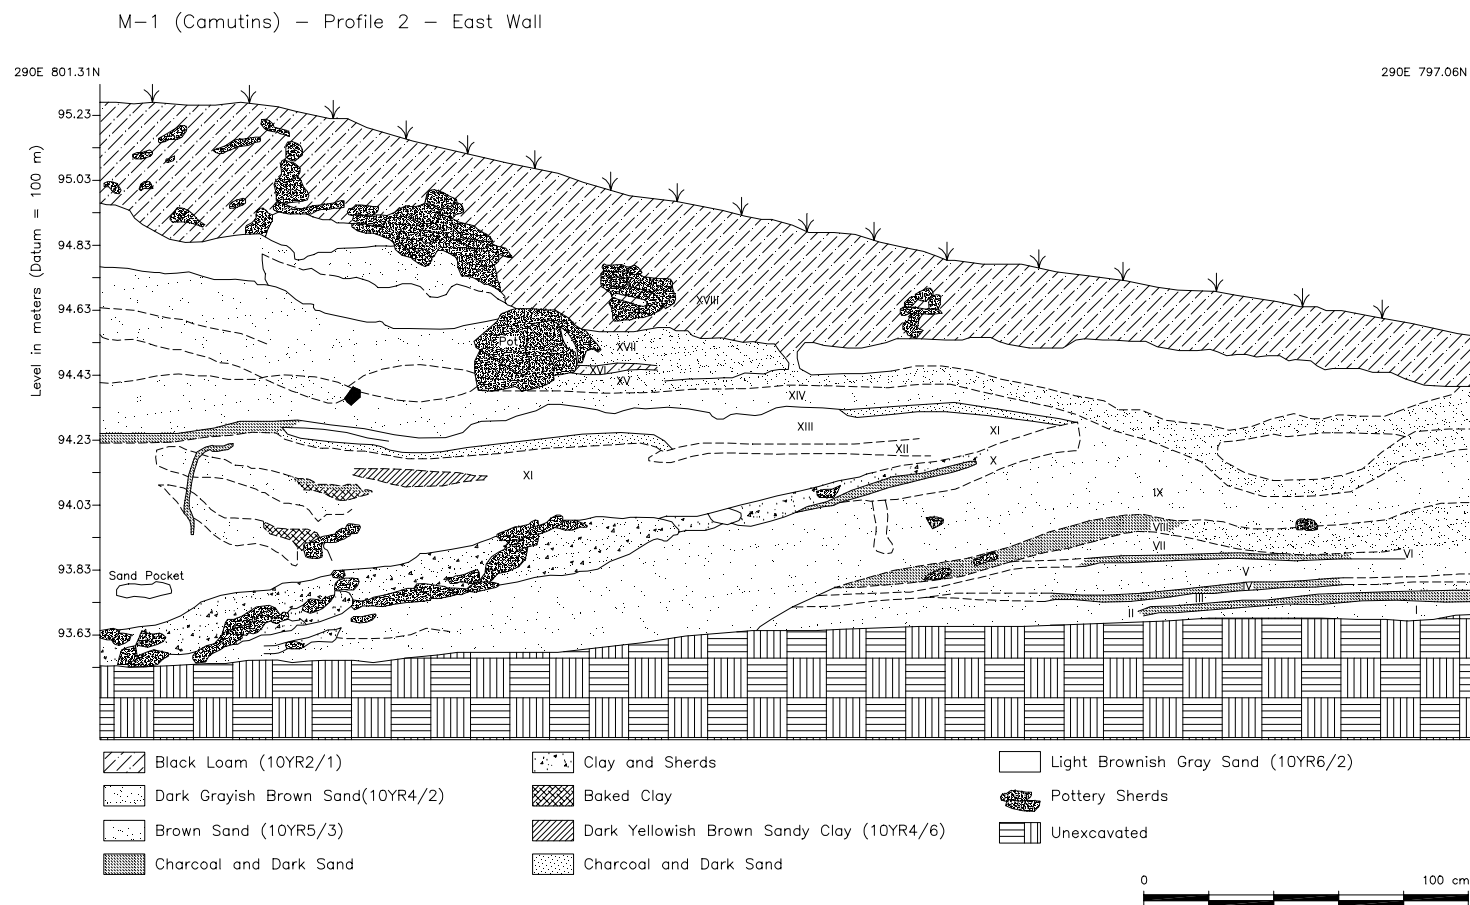 M-1 (Camutins) - Profile 2 - East Wall
290E 801.31N
290E 797.06N
Level in meters (Datum = 100 m)
95.23
95.03
94.83
94.63
94.43
94.23
94.03
93.83
93.63
XVIII
Pot
XVII
XVI
XV
XIV
XIII
XI
XII
X
XI
IX
VIII
VII
VI
V
IV
III
II
I
Sand Pocket
Black Loam (10YR2/1)
Dark Grayish Brown Sand(10YR4/2)
Brown Sand (10YR5/3)
Charcoal and Dark Sand
Clay and Sherds
Baked Clay
Dark Yellowish Brown Sandy Clay (10YR4/6)
Charcoal and Dark Sand
Light Brownish Gray Sand (10YR6/2)
Pottery Sherds
Unexcavated
0
100 cm